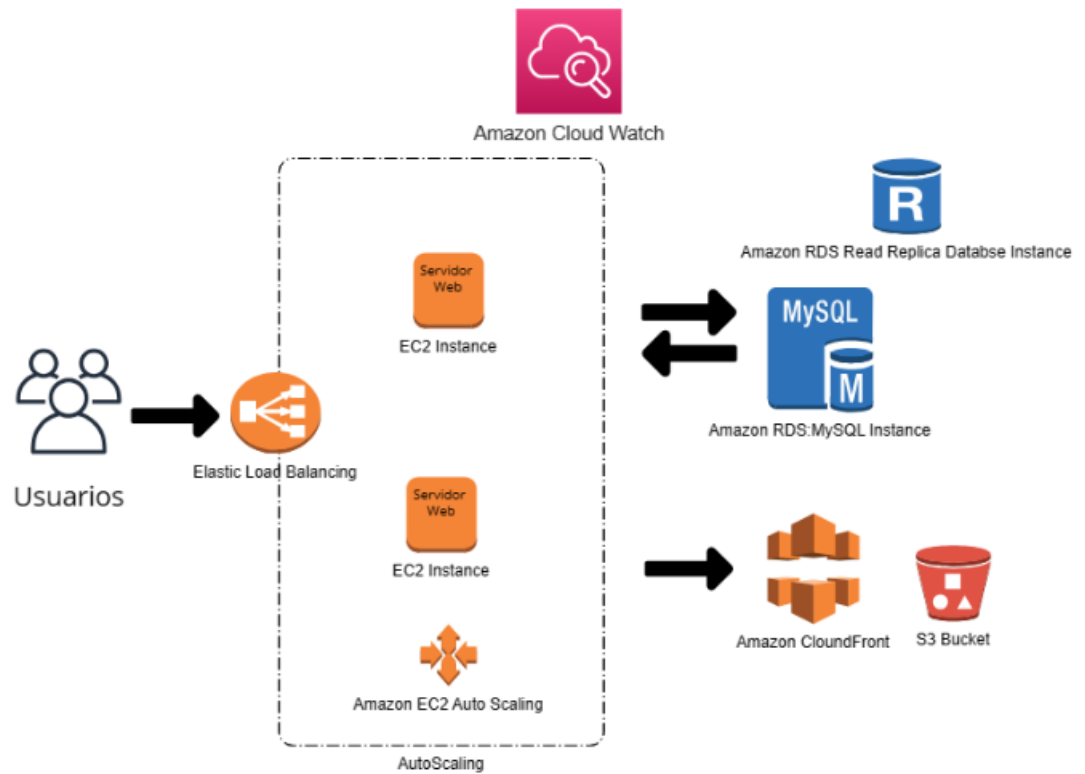 Amazon Cloud Watch
R
Amazon RDS Read Replica Databse Instance
Servidor
Web
EC2 Instance
MySQL
M
Amazon RDS:MySQL Instance
Usuarios
Elastic Load Balancing
Servidor
Web
EC2 Instance
Amazon CloundFront
S3 Bucket
Amazon EC2 Auto Scaling
AutoScaling